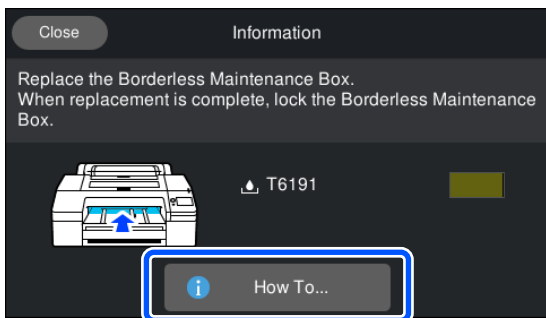 Close
Information
Replace the Borderless Maintenance Box.
When replacement is complete, lock the Borderless Maintenance
Box.
T6191
How To...